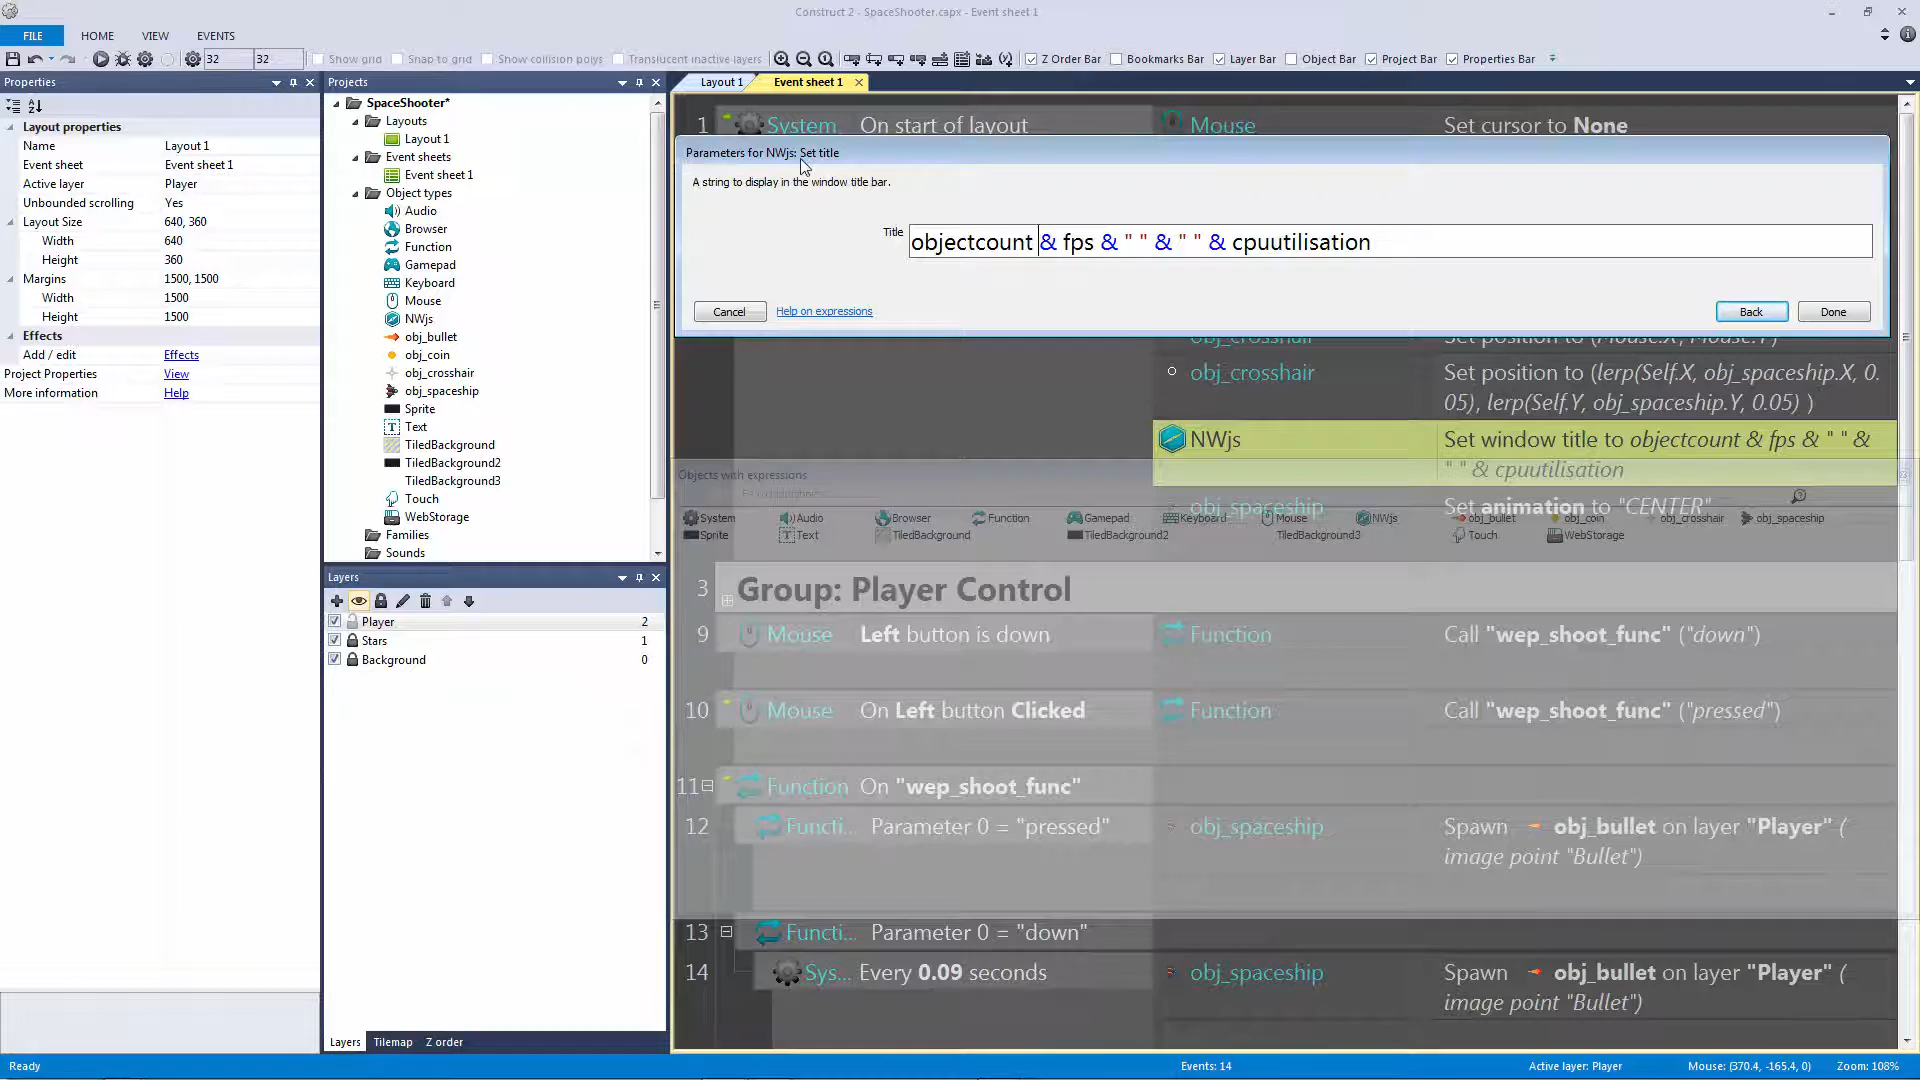 Construct 2 - SpaceShooter.capx - Event sheet 1
FILE HOME VIEW EVENTS
32 32 Show grid Snap to grid Show collision polys Translucent inactive layers Z Order Bar Bookmarks Bar Layer Bar Object Bar Project Bar Properties Bar
Properties
Layout properties
Name Layout 1
Event sheet Event sheet 1
Active layer Player
Unbounded scrolling Yes
Layout Size 640, 360
Width 640
Height 360
Margins 1500, 1500
Width 1500
Height 1500
Effects
Add / edit Effects
Project Properties View
More information Help
Projects
SpaceShooter*
Layouts
Layout 1
Event sheets
Event sheet 1
Object types
Audio
Browser
Function
Gamepad
Keyboard
Mouse
NWjs
obj_bullet
obj_coin
obj_crosshair
obj_spaceship
Sprite
Text
TiledBackground
TiledBackground2
TiledBackground3
Touch
WebStorage
Families
Sounds
Layers
Player 2
Stars 1
Background 0
Layers Tilemap Z order
Layout 1 Event sheet 1
1 System On start of layout Mouse Set cursor to None
Parameters for NWjs: Set title
A string to display in the window title bar.
Title objectcount & fps & " " & " " & cpuutilisation
Cancel Help on expressions Back Done
obj_crosshair Set position to (Mouse.X, Mouse.Y)
obj_crosshair Set position to (lerp(Self.X, obj_spaceship.X, 0.
05), lerp(Self.Y, obj_spaceship.Y, 0.05) )
NWjs Set window title to objectcount & fps & " " &
" " & cpuutilisation
Objects with expressions
obj_spaceship Set animation to "CENTER"
System Audio Browser Function Gamepad Keyboard Mouse NWjs obj_bullet obj_coin obj_crosshair obj_spaceship
Sprite Text TiledBackground TiledBackground2 TiledBackground3 Touch WebStorage
3 Group: Player Control
9 Mouse Left button is down Function Call "wep_shoot_func" ("down")
10 Mouse On Left button Clicked Function Call "wep_shoot_func" ("pressed")
11 Function On "wep_shoot_func"
12 Functi... Parameter 0 = "pressed" obj_spaceship Spawn obj_bullet on layer "Player" (
image point "Bullet")
13 Functi... Parameter 0 = "down"
14 Sys... Every 0.09 seconds obj_spaceship Spawn obj_bullet on layer "Player" (
image point "Bullet")
Ready Events: 14 Active layer: Player Mouse: (370.4, -165.4, 0) Zoom: 108%